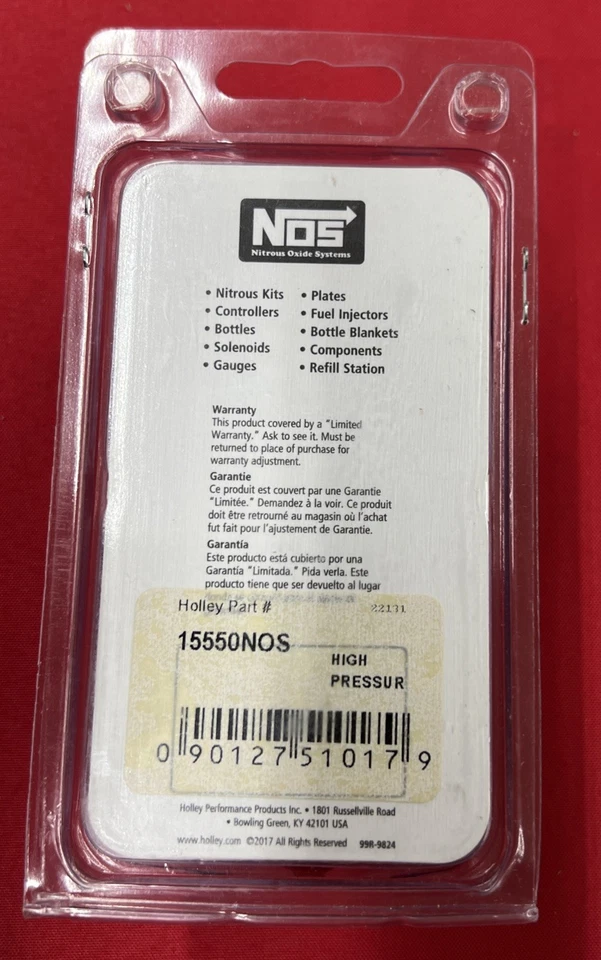 NOS
Nitrous Oxide Systems
• Nitrous Kits
• Controllers
• Bottles
• Solenoids
• Gauges
• Plates
• Fuel Injectors
• Bottle Blankets
• Components
• Refill Station
Warranty
This product covered by a "Limited
Warranty." Ask to see it. Must be
returned to place of purchase for
warranty adjustment.
Garantie
Ce produit est couvert par une Garantie
"Limitée." Demandez à la voir. Ce produit
doit être retrourné au magasin où l'achat
fut fait pour l'ajustement de Garantie.
Garantía
Este producto está cubierto por una
Garantía "Limitada." Pida verla. Este
producto tiene que ser devuelto al lugar
Holley Part # 22131
15550NOS
HIGH
PRESSUR
0 90127 51017 9
Holley Performance Products Inc. • 1801 Russellville Road
• Bowling Green, KY 42101 USA
www.holley.com ©2017 All Rights Reserved 99R-9824